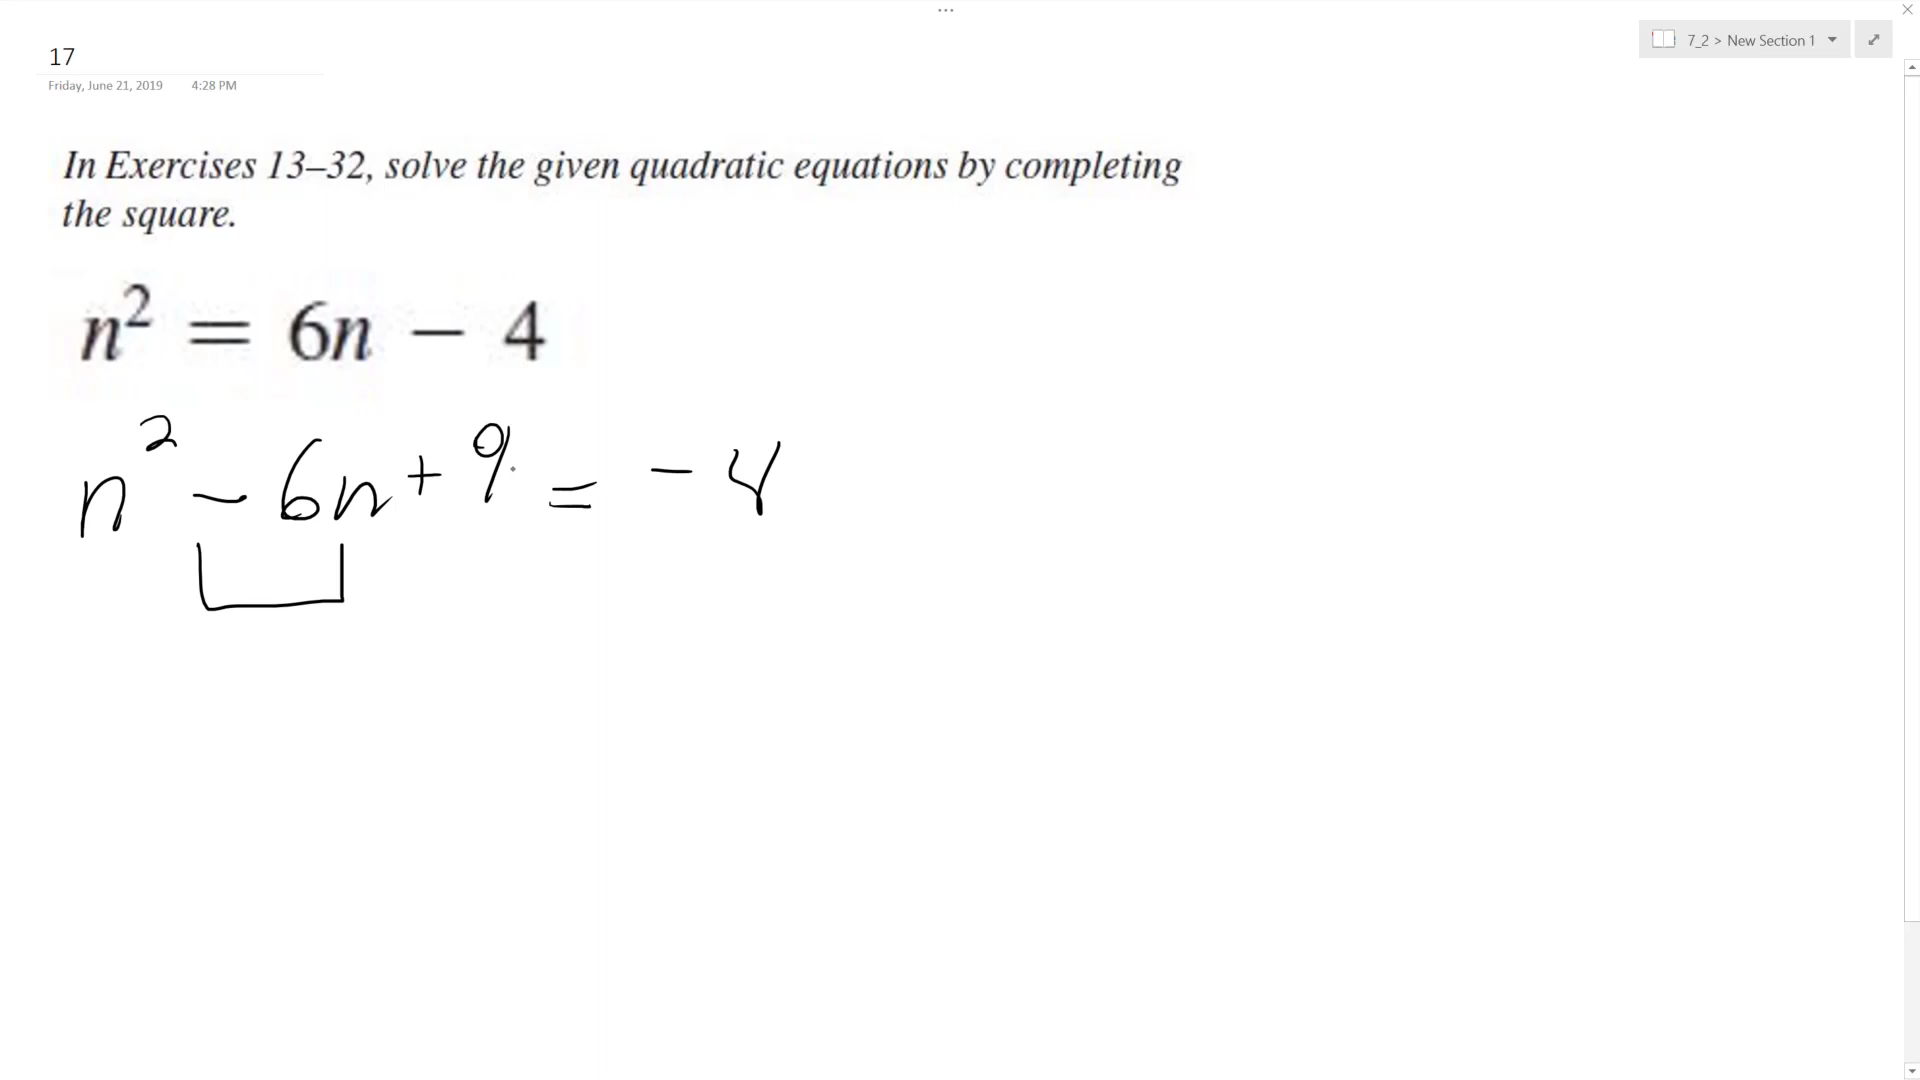 17
7_2 > New Section 1
Friday, June 21, 2019 4:28 PM
In Exercises 13–32, solve the given quadratic equations by completing
the square.
n² = 6n − 4
n² − 6n + 9 = − 4